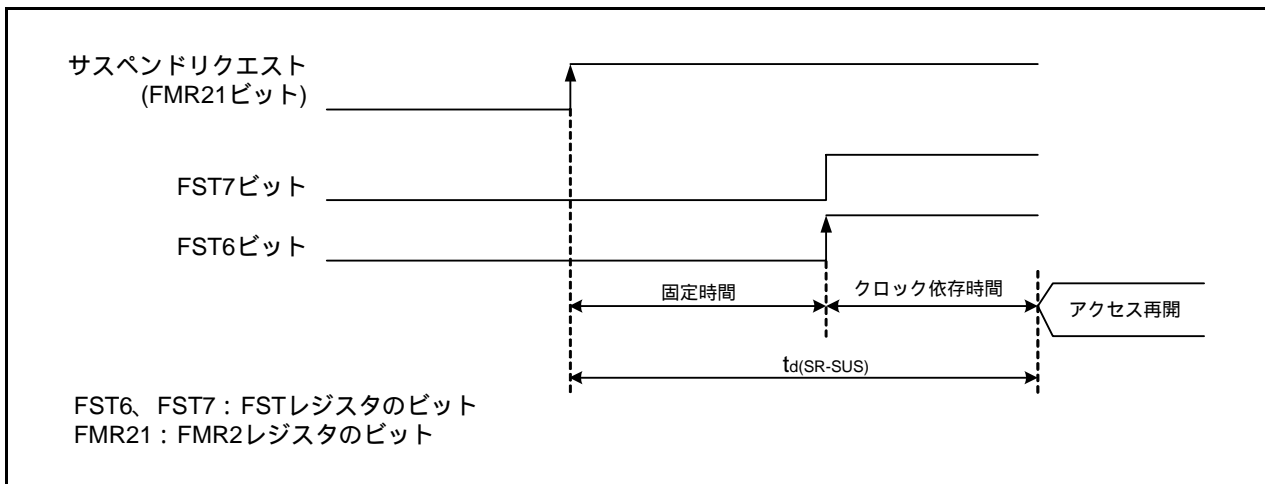 サスペンドリクエスト
(FMR21ビット)
FST7ビット
FST6ビット
固定時間
クロック依存時間
アクセス再開
td(SR-SUS)
FST6、FST7：FSTレジスタのビット
FMR21：FMR2レジスタのビット